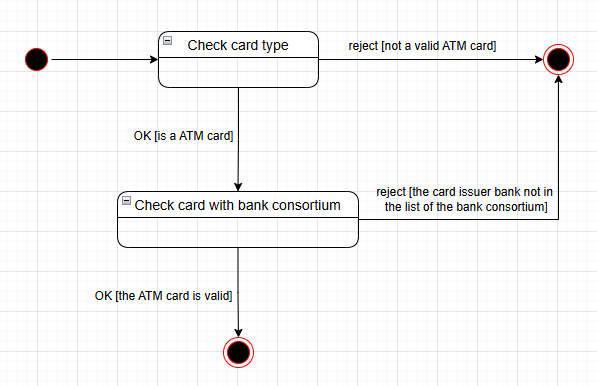 Check card type
reject [not a valid ATM card]
OK [is a ATM card]
Check card with bank consortium
reject [the card issuer bank not in
the list of the bank consortium]
OK [the ATM card is valid]